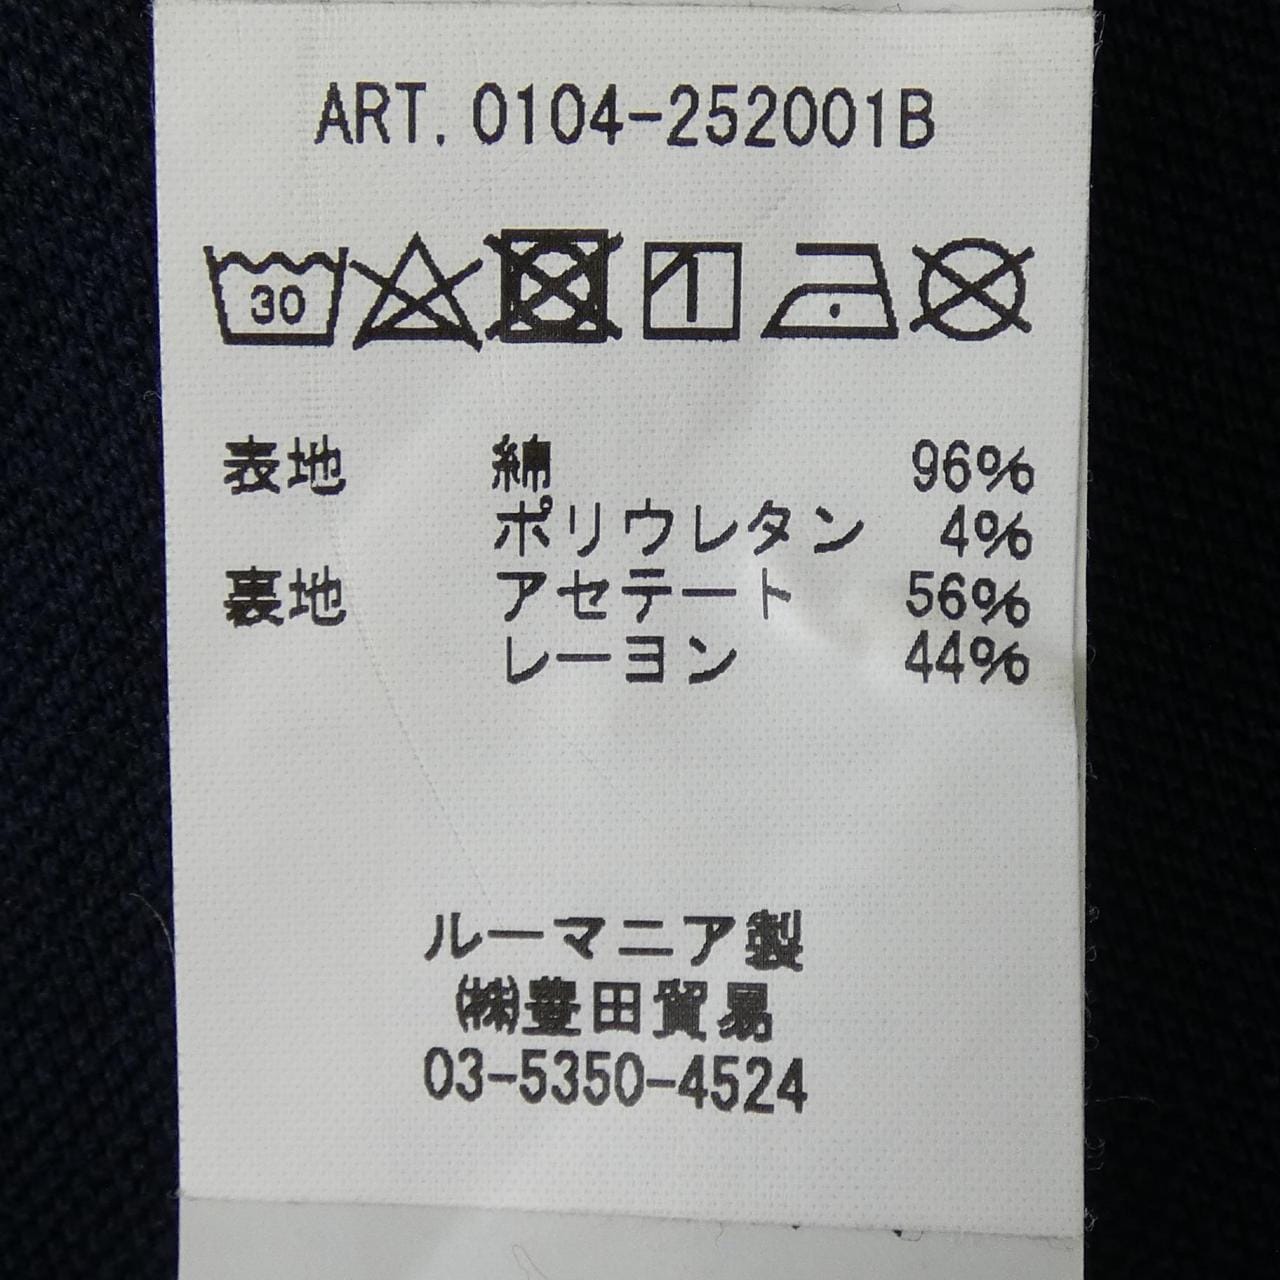 ART. 0104-252001B
30
表地 綿 96%
ポリウレタン 4%
裏地 アセテート 56%
レーヨン 44%
ルーマニア製
㈱豊田貿易
03-5350-4524